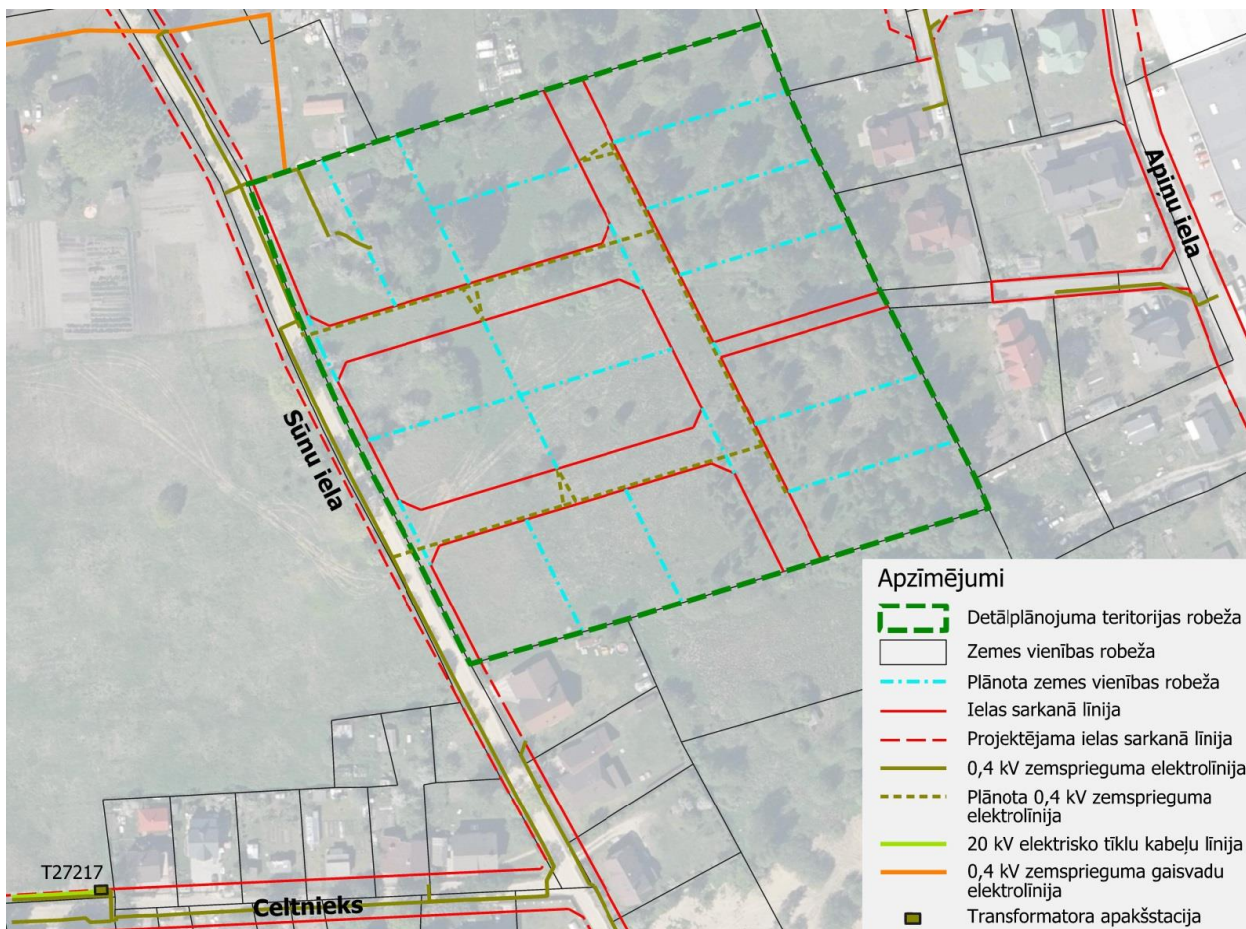 Apiņu iela
Sūnu iela
T27217
Celtnieks
Apzīmējumi
Detālplānojuma teritorijas robeža
Zemes vienības robeža
Plānota zemes vienības robeža
Ielas sarkanā līnija
Projektējama ielas sarkanā līnija
0,4 kV zemsprieguma elektrolīnija
Plānota 0,4 kV zemsprieguma
elektrolīnija
20 kV elektrisko tīklu kabeļu līnija
0,4 kV zemsprieguma gaisvadu
elektrolīnija
Transformatora apakšstacija